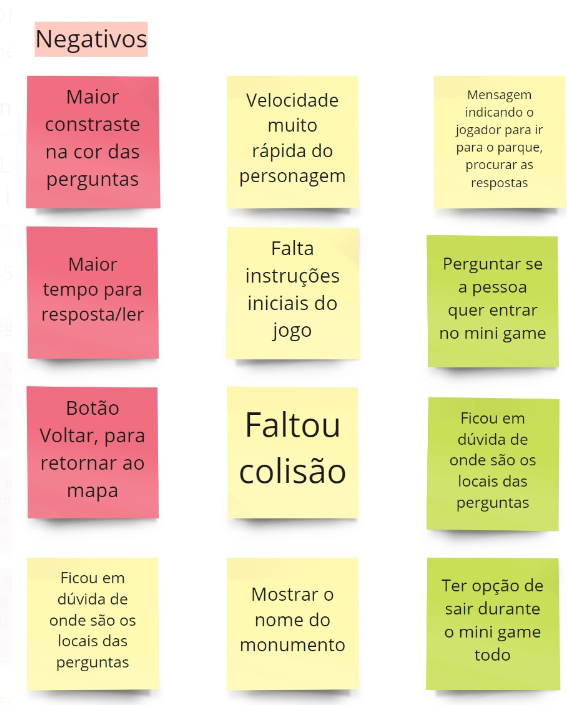 Negativos
Maior
constraste
na cor das
perguntas
Velocidade
muito
rápida do
personagem
Mensagem
indicando o
jogador para ir
para o parque,
procurar as
respostas
Maior
tempo para
resposta/ler
Falta
instruções
iniciais do
jogo
Perguntar se
a pessoa
quer entrar
no mini game
Botão
Voltar, para
retornar ao
mapa
Faltou
colisão
Ficou em
dúvida de
onde são os
locais das
perguntas
Ficou em
dúvida de
onde são os
locais das
perguntas
Mostrar o
nome do
monumento
Ter opção de
sair durante
o mini game
todo